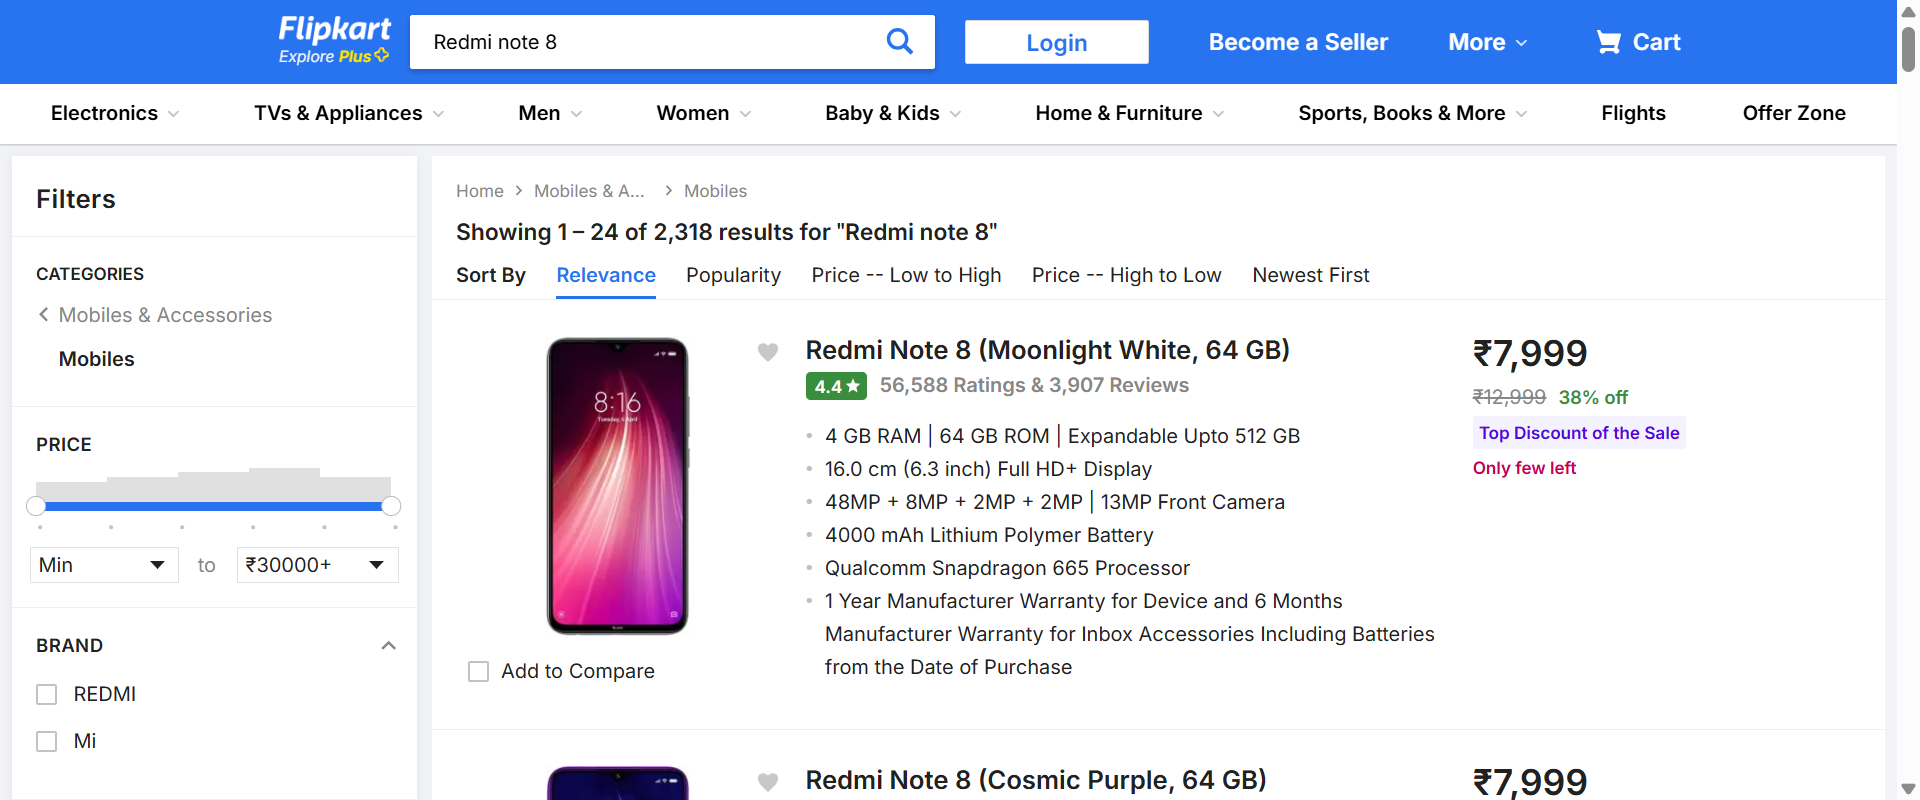 Flipkart
Explore Plus
Redmi note 8
Login
Become a Seller
More
Cart
Electronics
TVs & Appliances
Men
Women
Baby & Kids
Home & Furniture
Sports, Books & More
Flights
Offer Zone
Filters
CATEGORIES
Mobiles & Accessories
Mobiles
PRICE
Min
to
₹30000+
BRAND
REDMI
Mi
Home
Mobiles & A...
Mobiles
Showing 1 – 24 of 2,318 results for "Redmi note 8"
Sort By
Relevance
Popularity
Price -- Low to High
Price -- High to Low
Newest First
8:16
Tuesday, 6 April
Add to Compare
Redmi Note 8 (Moonlight White, 64 GB)
4.4★
56,588 Ratings & 3,907 Reviews
4 GB RAM | 64 GB ROM | Expandable Upto 512 GB
16.0 cm (6.3 inch) Full HD+ Display
48MP + 8MP + 2MP + 2MP | 13MP Front Camera
4000 mAh Lithium Polymer Battery
Qualcomm Snapdragon 665 Processor
1 Year Manufacturer Warranty for Device and 6 Months
Manufacturer Warranty for Inbox Accessories Including Batteries
from the Date of Purchase
₹7,999
₹12,999 38% off
Top Discount of the Sale
Only few left
Redmi Note 8 (Cosmic Purple, 64 GB)
₹7,999